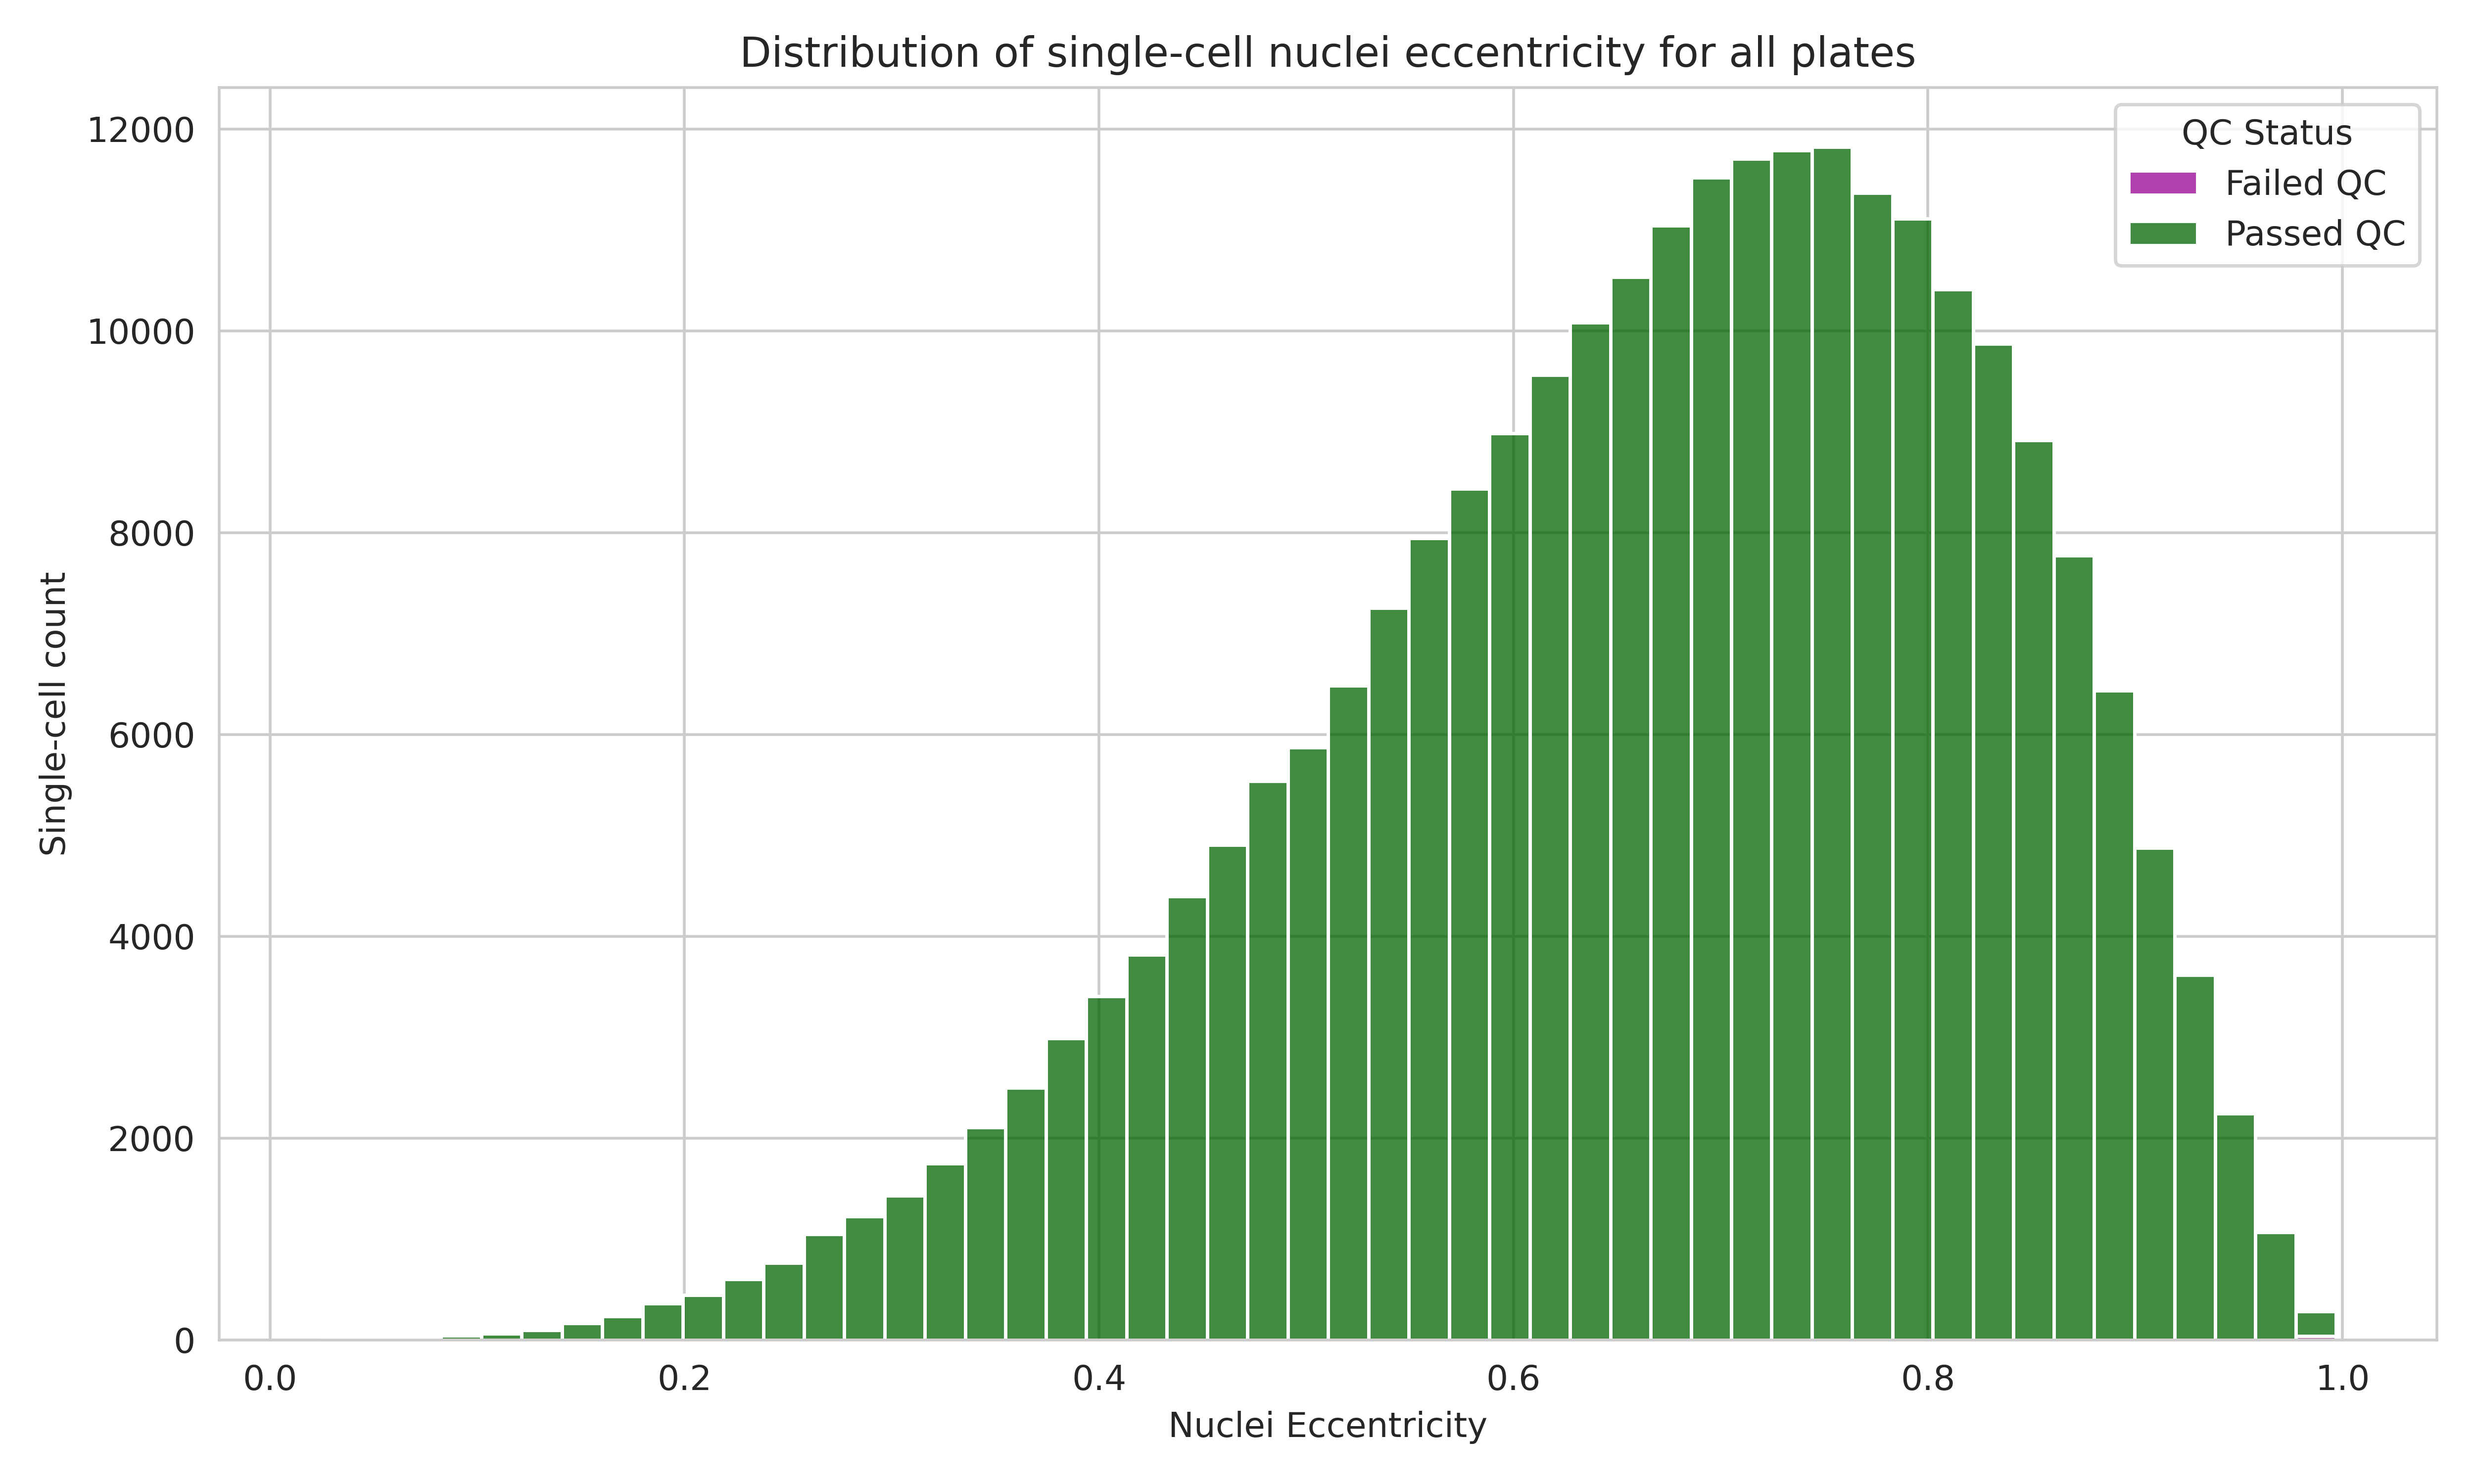 Distribution of single-cell nuclei eccentricity for all plates
12000
10000
8000
6000
4000
2000
0
Single-cell count
QC Status
Failed QC
Passed QC
0.0 0.2 0.4 0.6 0.8 1.0
Nuclei Eccentricity